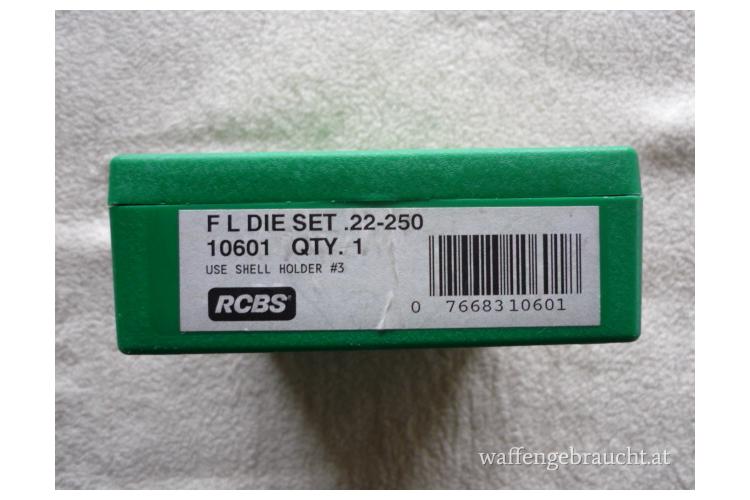 F L DIE SET .22-250
10601 QTY. 1
USE SHELL HOLDER #3
RCBS
0 7668310601
waffengebraucht.at